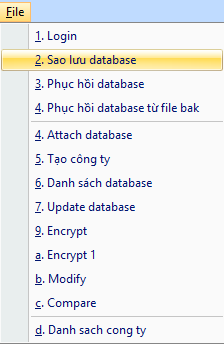 File
1. Login
2. Sao lưu database
3. Phục hồi database
4. Phục hồi database từ file bak
4. Attach database
5. Tạo công ty
6. Danh sách database
7. Update database
9. Encrypt
a. Encrypt 1
b. Modify
c. Compare
d. Danh sach cong ty